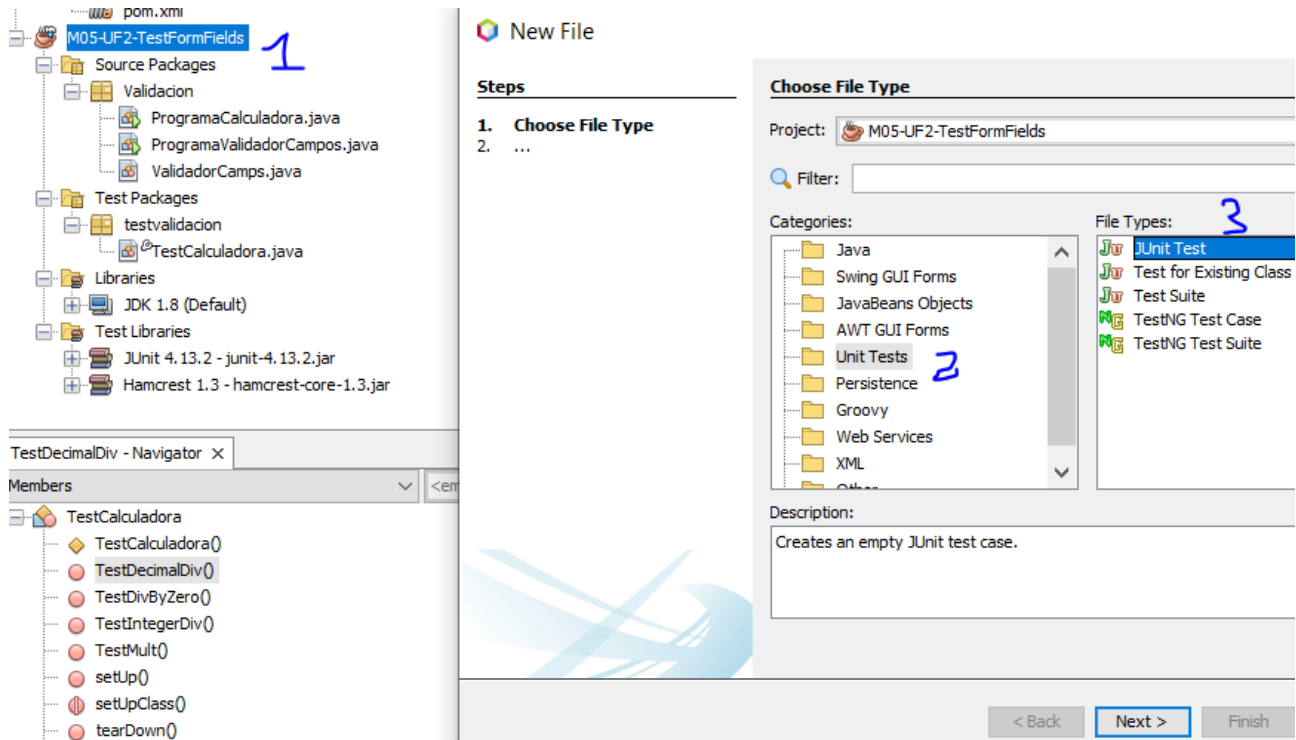 pom.xml
M05-UF2-TestFormFields
1
Source Packages
Validacion
ProgramaCalculadora.java
ProgramaValidadorCampos.java
ValidadorCamps.java
Test Packages
testvalidacion
TestCalculadora.java
Libraries
JDK 1.8 (Default)
Test Libraries
JUnit 4.13.2 - junit-4.13.2.jar
Hamcrest 1.3 - hamcrest-core-1.3.jar
TestDecimalDiv - Navigator ×
Members
<em
TestCalculadora
TestCalculadora()
TestDecimalDiv()
TestDivByZero()
TestIntegerDiv()
TestMult()
setUp()
setUpClass()
tearDown()
New File
Steps
1. Choose File Type
2. ...
Choose File Type
Project: M05-UF2-TestFormFields
Filter:
Categories:
Java
Swing GUI Forms
JavaBeans Objects
AWT GUI Forms
Unit Tests
2
Persistence
Groovy
Web Services
XML
Other
File Types:
3
JUnit Test
Test for Existing Class
Test Suite
TestNG Test Case
TestNG Test Suite
Description:
Creates an empty JUnit test case.
< Back
Next >
Finish